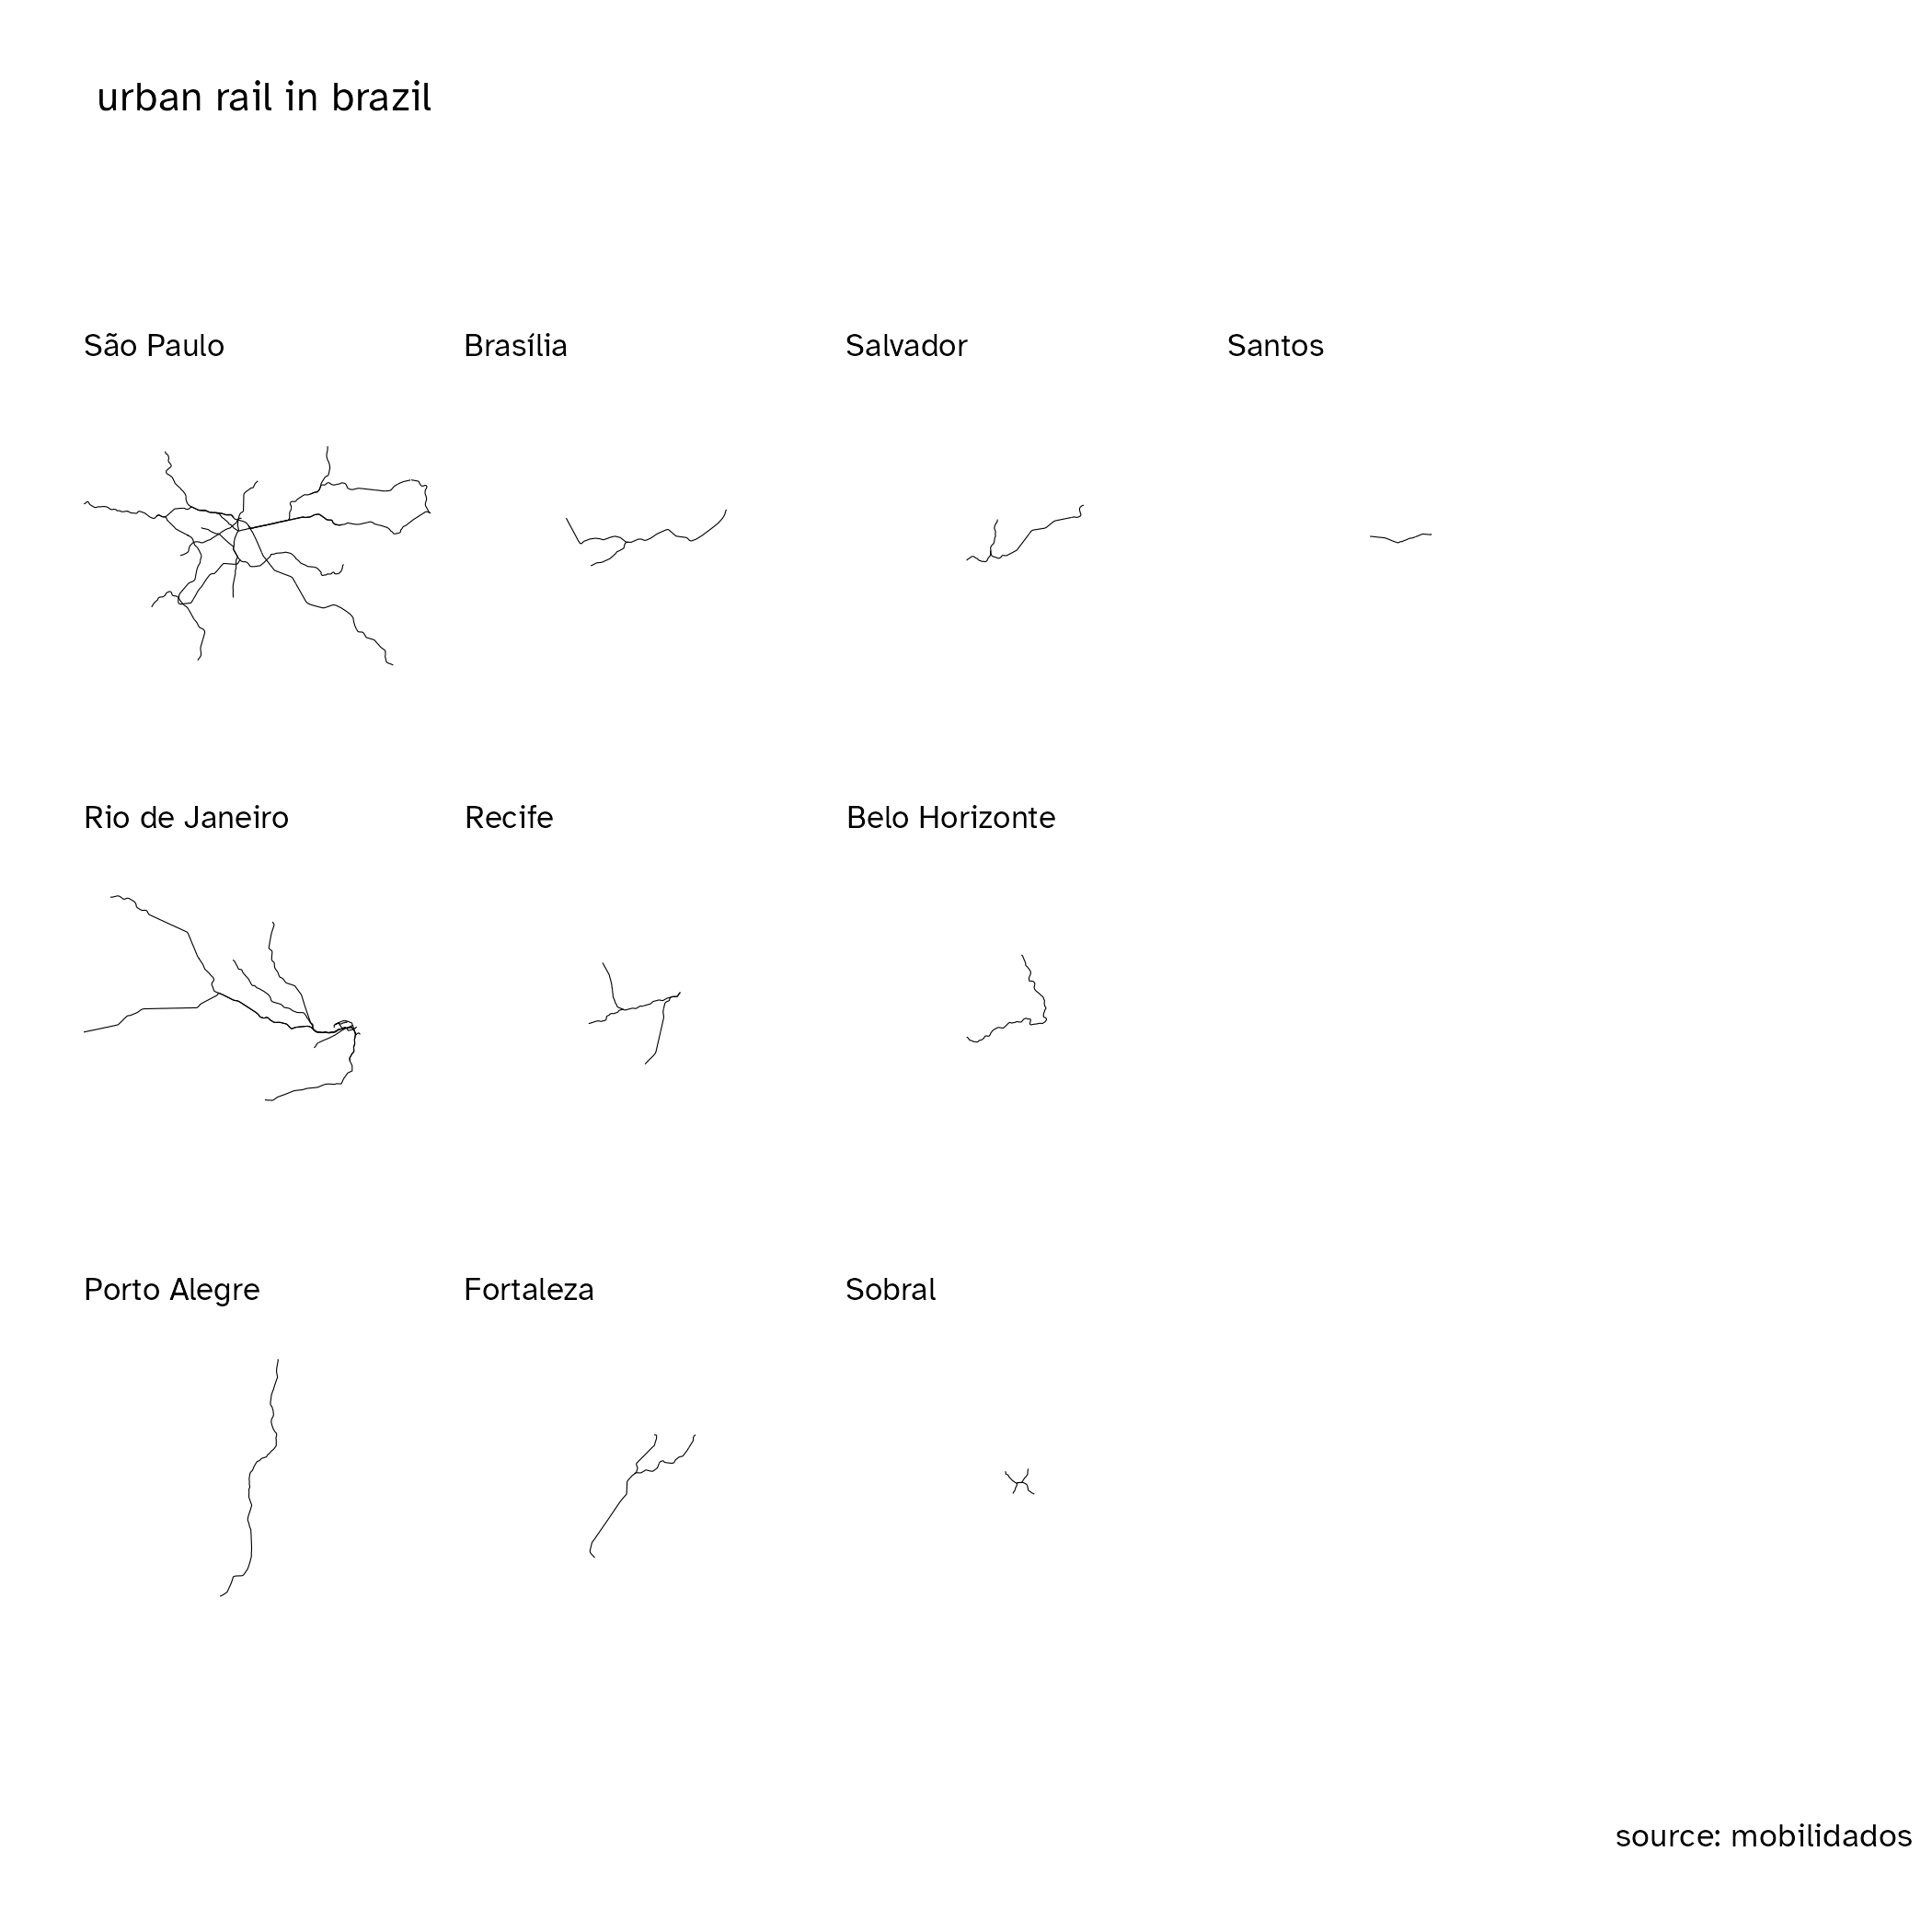 urban rail in brazil
São Paulo
Brasília
Salvador
Santos
Rio de Janeiro
Recife
Belo Horizonte
Porto Alegre
Fortaleza
Sobral
source: mobilidados